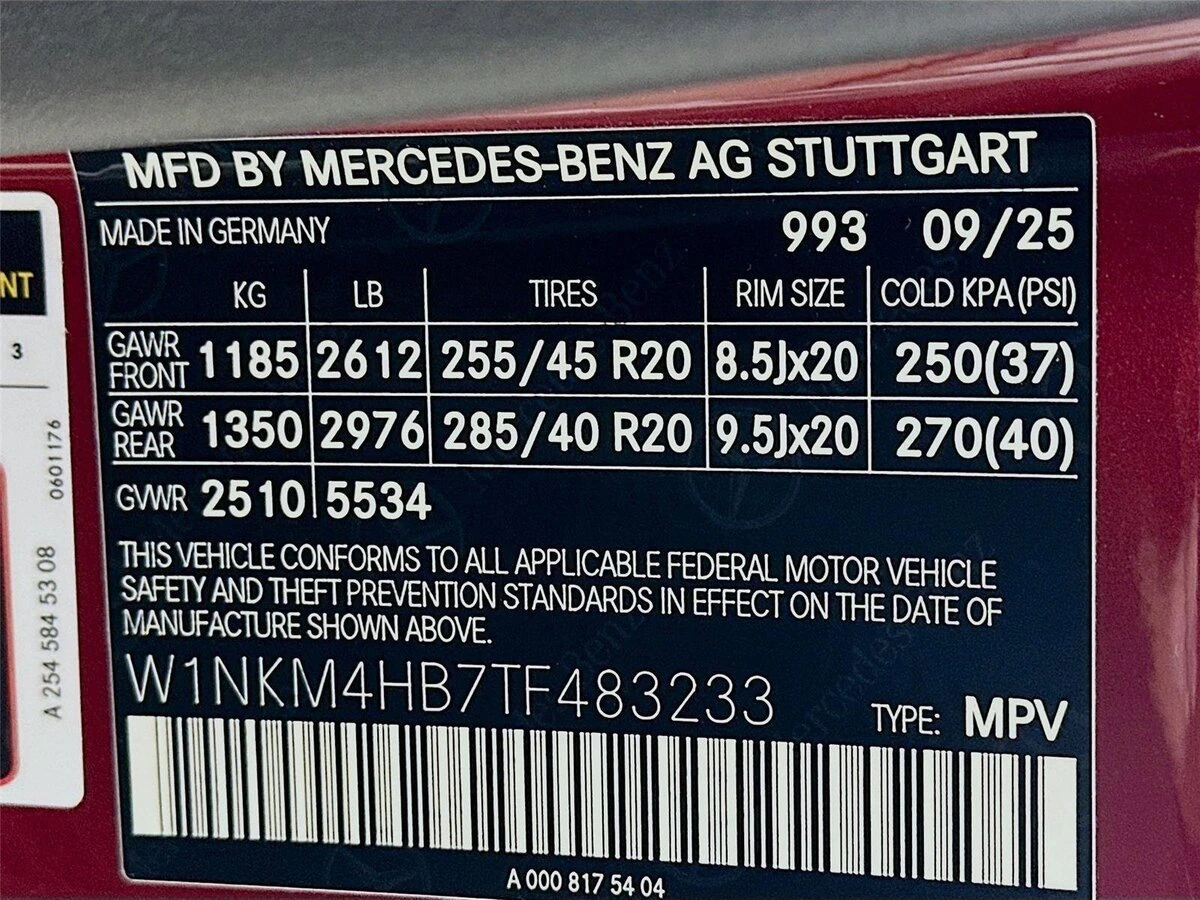 MFD BY MERCEDES-BENZ AG STUTTGART
MADE IN GERMANY 993 09/25
KG LB TIRES RIM SIZE COLD KPA (PSI)
GAWR FRONT 1185 2612 255/45 R20 8.5Jx20 250(37)
GAWR REAR 1350 2976 285/40 R20 9.5Jx20 270(40)
GVWR 2510 5534
THIS VEHICLE CONFORMS TO ALL APPLICABLE FEDERAL MOTOR VEHICLE
SAFETY AND THEFT PREVENTION STANDARDS IN EFFECT ON THE DATE OF
MANUFACTURE SHOWN ABOVE.
W1NKM4HB7TF483233
TYPE: MPV
A 000 817 54 04
NT
3
0601176
A 254 584 53 08